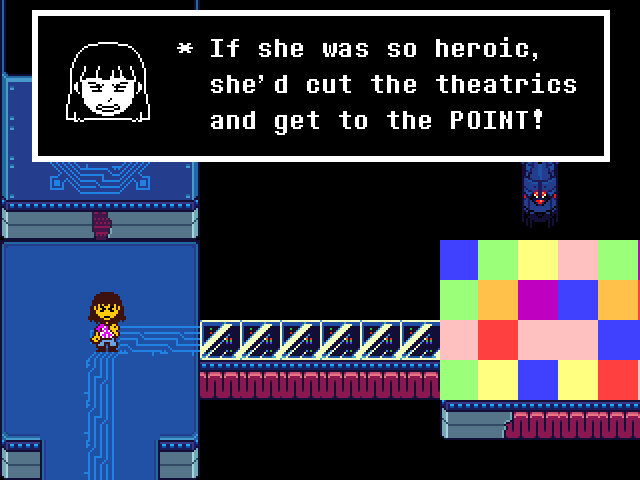 * If she was so heroic,
she'd cut the theatrics
and get to the POINT!